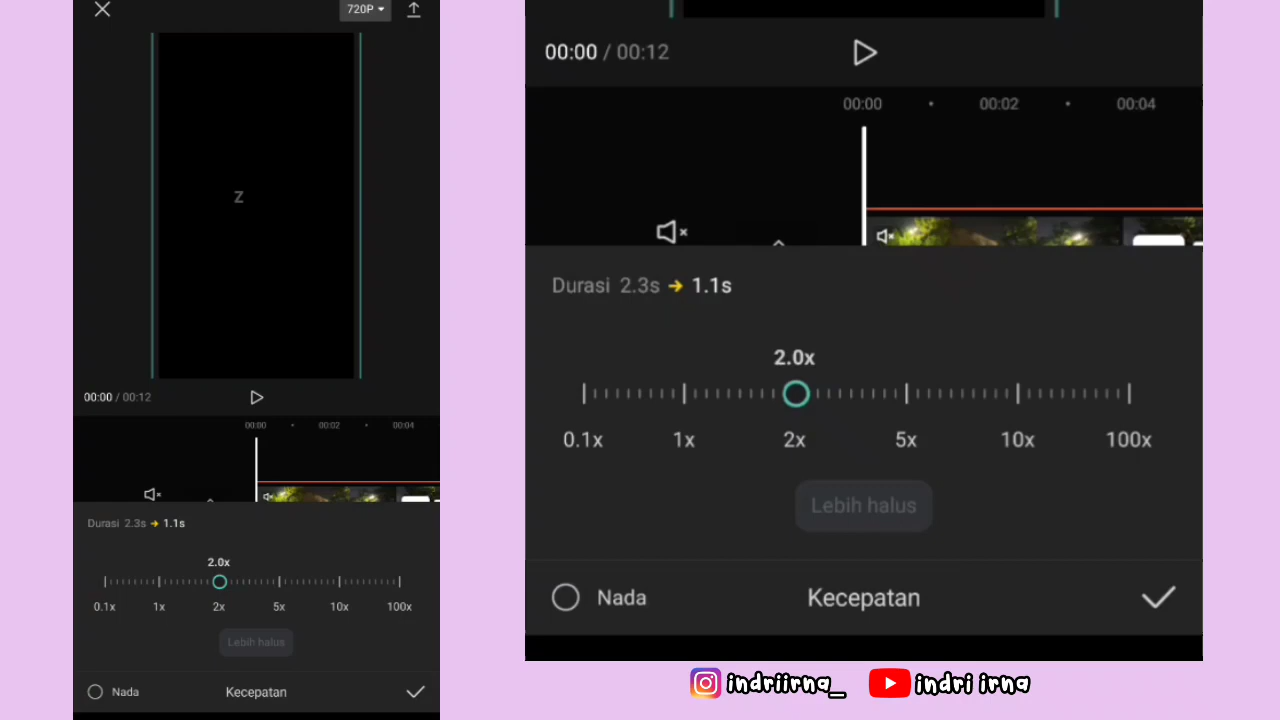 720P
Z
00:00 / 00:12
00:00 00:02 00:04
Durasi 2.3s → 1.1s
2.0x
0.1x 1x 2x 5x 10x 100x
Lebih halus
Nada Kecepatan
00:00 / 00:12
00:00 00:02 00:04
Durasi 2.3s → 1.1s
2.0x
0.1x 1x 2x 5x 10x 100x
Lebih halus
Nada Kecepatan
indriirna_ indri irna